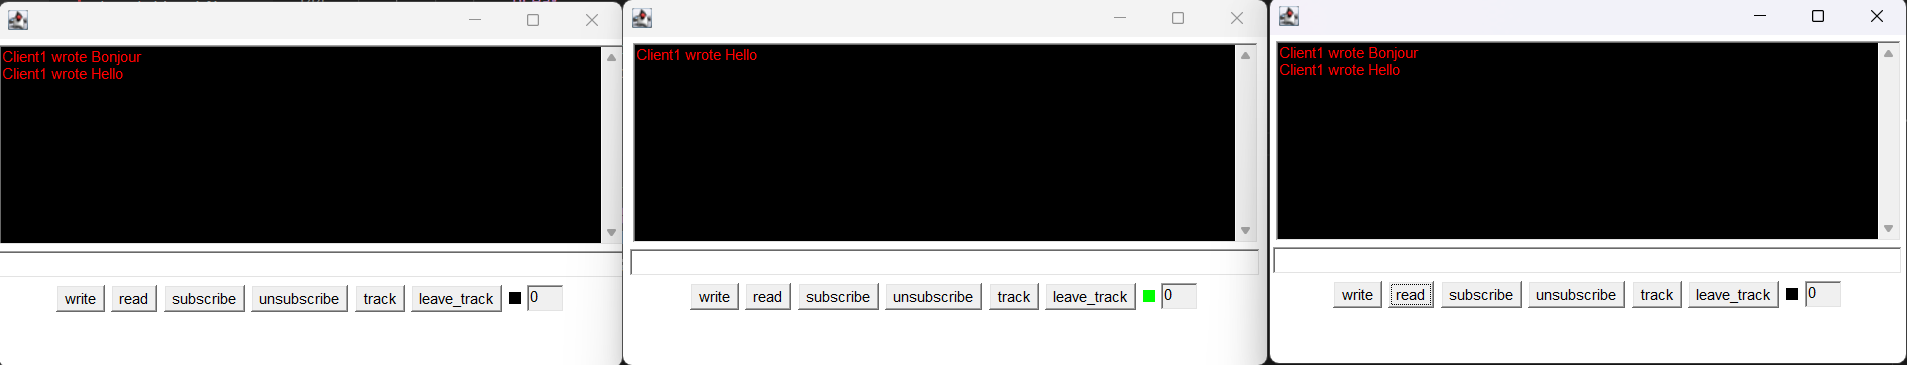 Client1 wrote Bonjour
Client1 wrote Hello
write read subscribe unsubscribe track leave_track 0
Client1 wrote Hello
write read subscribe unsubscribe track leave_track 0
Client1 wrote Bonjour
Client1 wrote Hello
write read subscribe unsubscribe track leave_track 0